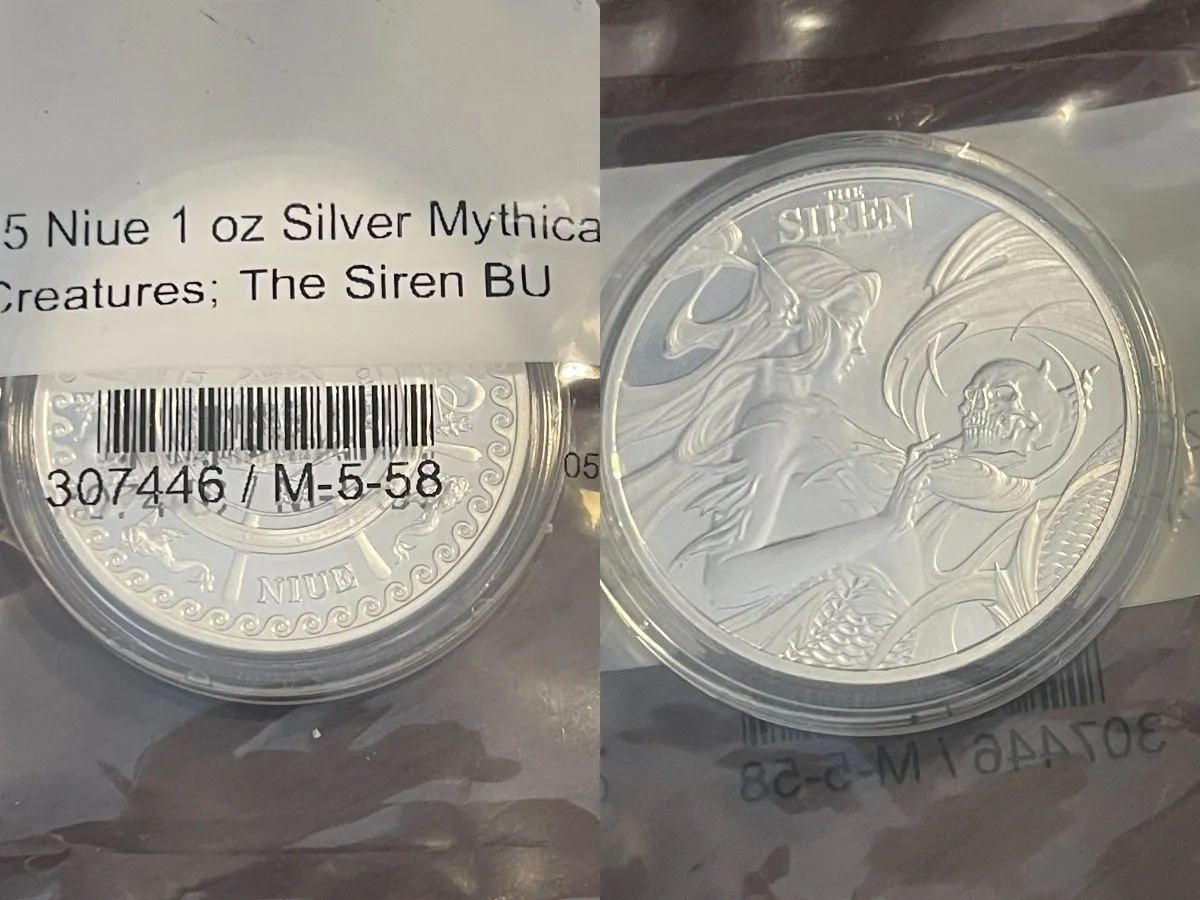 5 Niue 1 oz Silver Mythica
Creatures; The Siren BU
307446 / M-5-58
05
NIUE
THE
SIREN
307446 / M-5-58